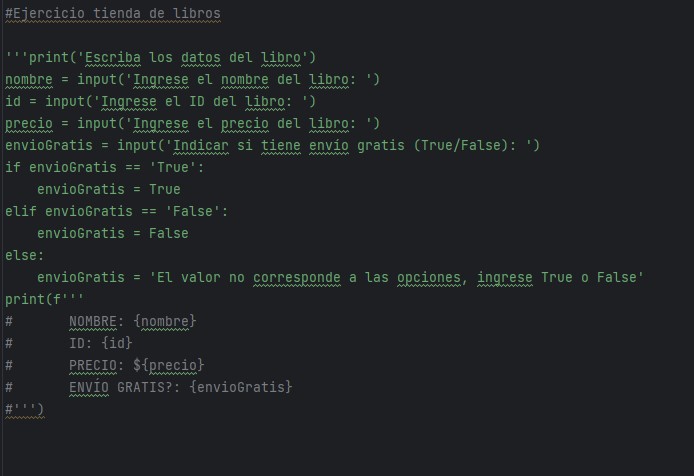 #Ejercicio tienda de libros
'''print('Escriba los datos del libro')
nombre = input('Ingrese el nombre del libro: ')
id = input('Ingrese el ID del libro: ')
precio = input('Ingrese el precio del libro: ')
envioGratis = input('Indicar si tiene envío gratis (True/False): ')
if envioGratis == 'True':
    envioGratis = True
elif envioGratis == 'False':
    envioGratis = False
else:
    envioGratis = 'El valor no corresponde a las opciones, ingrese True o False'
print(f'''
#       NOMBRE: {nombre}
#       ID: {id}
#       PRECIO: ${precio}
#       ENVÍO GRATIS?: {envioGratis}
#''')